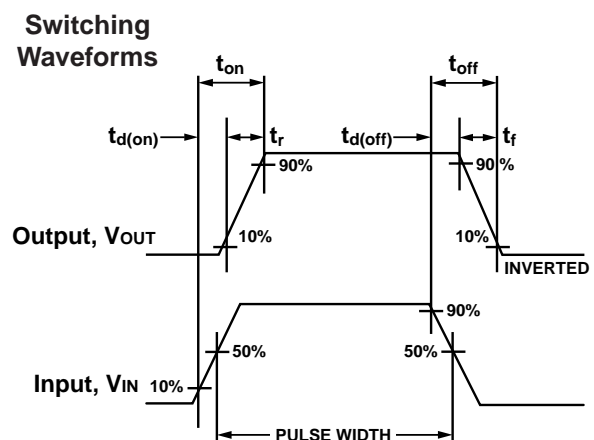 Switching
Waveforms
ton
toff
td(on)
tr
td(off)
tf
90%
90%
Output, VOUT
10%
10%
INVERTED
90%
50%
50%
Input, VIN
10%
PULSE WIDTH